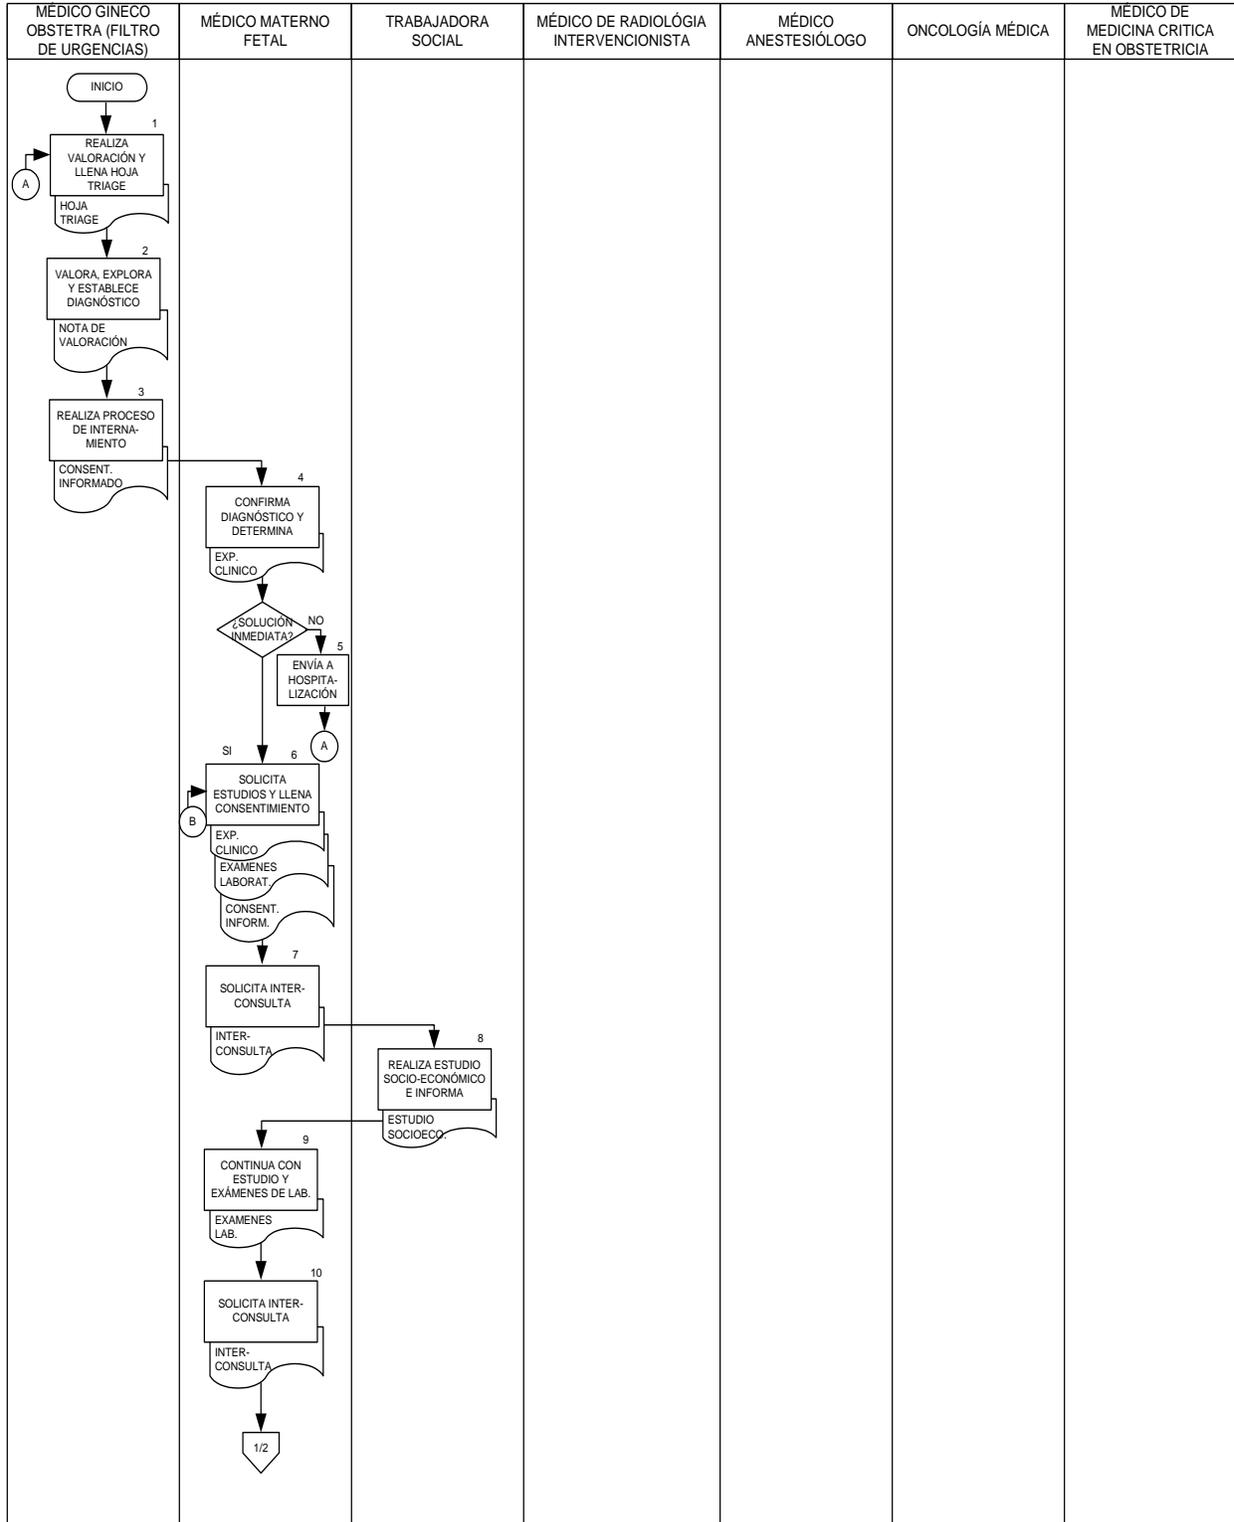 MÉDICO GINECO
OBSTETRA (FILTRO
DE URGENCIAS)
MÉDICO MATERNO
FETAL
TRABAJADORA
SOCIAL
MÉDICO DE RADIOLÓGIA
INTERVENCIONISTA
MÉDICO
ANESTESIÓLOGO
ONCOLOGÍA MÉDICA
MÉDICO DE
MEDICINA CRITICA
EN OBSTETRICIA
INICIO
1
REALIZA
VALORACIÓN Y
LLENA HOJA
TRIAGE
A
HOJA
TRIAGE
2
VALORA, EXPLORA
Y ESTABLECE
DIAGNÓSTICO
NOTA DE
VALORACIÓN
3
REALIZA PROCESO
DE INTERNA-
MIENTO
CONSENT.
INFORMADO
4
CONFIRMA
DIAGNÓSTICO Y
DETERMINA
EXP.
CLINICO
¿SOLUCIÓN
INMEDIATA?
NO
5
ENVÍA A
HOSPITA-
LIZACIÓN
A
SI
6
SOLICITA
ESTUDIOS Y LLENA
CONSENTIMIENTO
B
EXP.
CLINICO
EXAMENES
LABORAT.
CONSENT.
INFORM.
7
SOLICITA INTER-
CONSULTA
INTER-
CONSULTA
8
REALIZA ESTUDIO
SOCIO-ECONÓMICO
E INFORMA
ESTUDIO
SOCIOECO.
9
CONTINUA CON
ESTUDIO Y
EXÁMENES DE LAB.
EXAMENES
LAB.
10
SOLICITA INTER-
CONSULTA
INTER-
CONSULTA
1/2